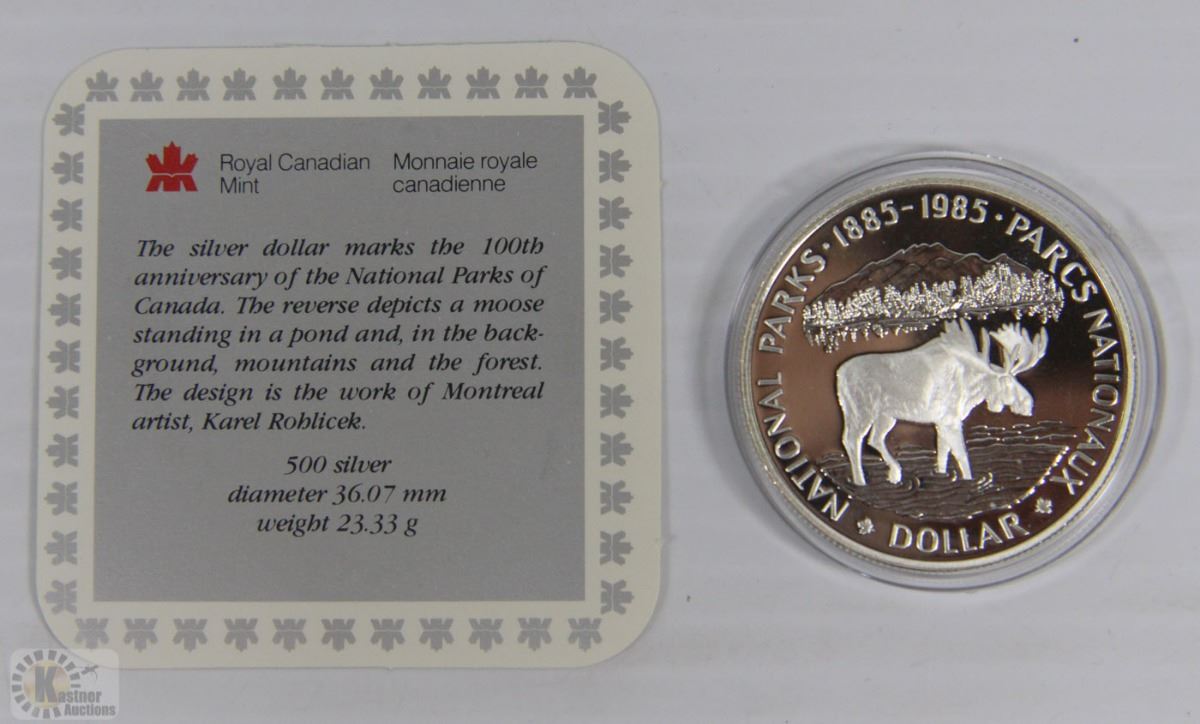 Royal Canadian Mint
Monnaie royale canadienne
The silver dollar marks the 100th
anniversary of the National Parks of
Canada. The reverse depicts a moose
standing in a pond and, in the back-
ground, mountains and the forest.
The design is the work of Montreal
artist, Karel Rohlicek.
500 silver
diameter 36.07 mm
weight 23.33 g
NATIONAL PARKS · 1885-1985 · PARCS NATIONAUX
DOLLAR
Kastner
Auctions